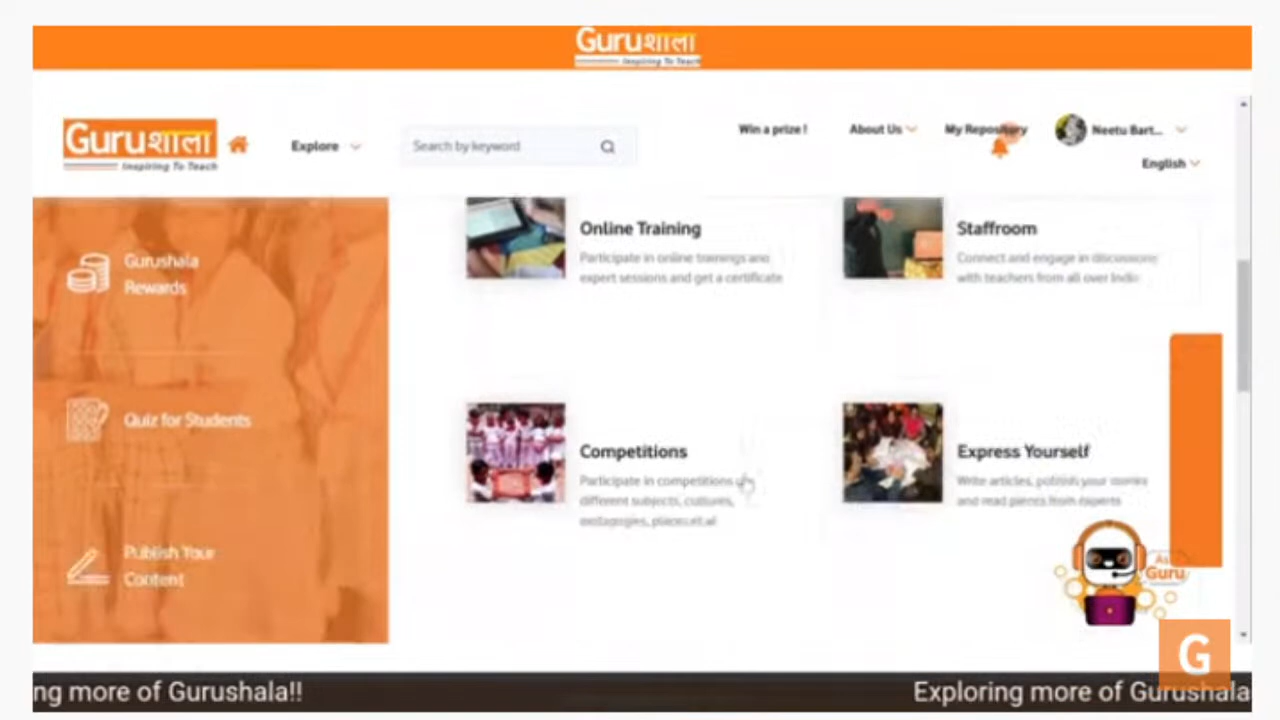 Guruशाला
Inspiring To Teach
Guruशाला
Inspiring To Teach
Explore
Search by keyword
Win a prize!
About Us
My Repository
Neetu Bart...
English
Gurushala
Rewards
Quiz for Students
Publish Your
Content
Online Training
Participate in online trainings and
expert sessions and get a certificate
Staffroom
Connect and engage in discussions
with teachers from all over India
Competitions
Participate in competitions
different subjects, cultures,
Express Yourself
Write articles, publish your stories
and read pieces from experts
Guru
G
ng more of Gurushala!!
Exploring more of Gurushala